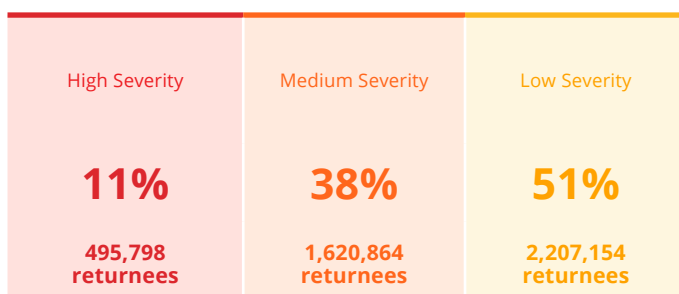 High Severity
11%
495,798
returnees
Medium Severity
38%
1,620,864
returnees
Low Severity
51%
2,207,154
returnees